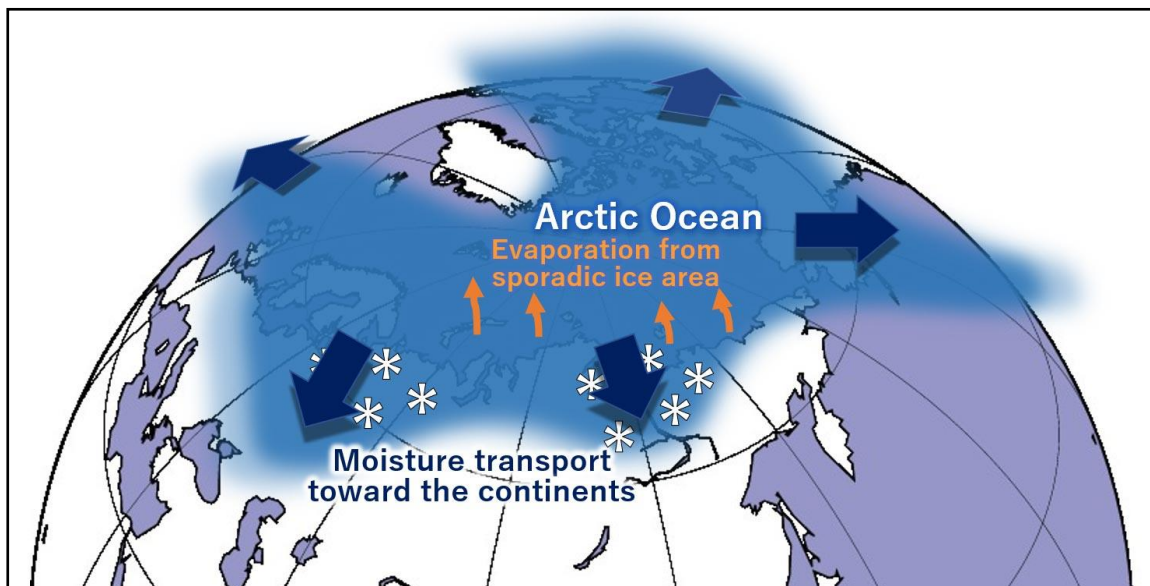 Arctic Ocean
Evaporation from
sporadic ice area
Moisture transport
toward the continents